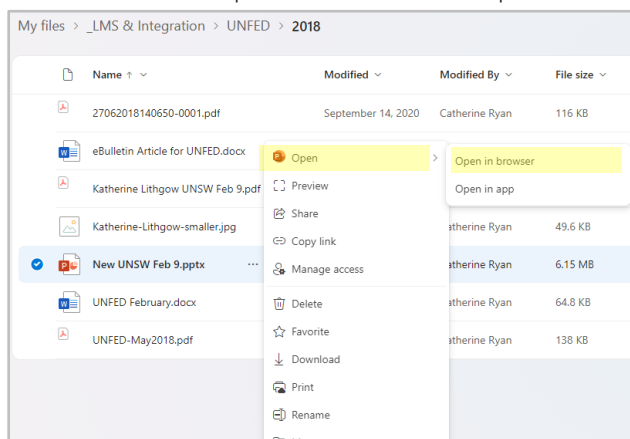 My files > _LMS & Integration > UNFED > 2018
Name Modified Modified By File size
27062018140650-0001.pdf September 14, 2020 Catherine Ryan 116 KB
eBulletin Article for UNFED.docx
Open
Open in browser
Katherine Lithgow UNSW Feb 9.pdf
Preview
Open in app
Share
Katherine-Lithgow-smaller.jpg
atherine Ryan 49.6 KB
Copy link
New UNSW Feb 9.pptx ...
Manage access
atherine Ryan 6.15 MB
UNFED February.docx
Delete
atherine Ryan 64.8 KB
Favorite
UNFED-May2018.pdf
atherine Ryan 138 KB
Download
Print
Rename